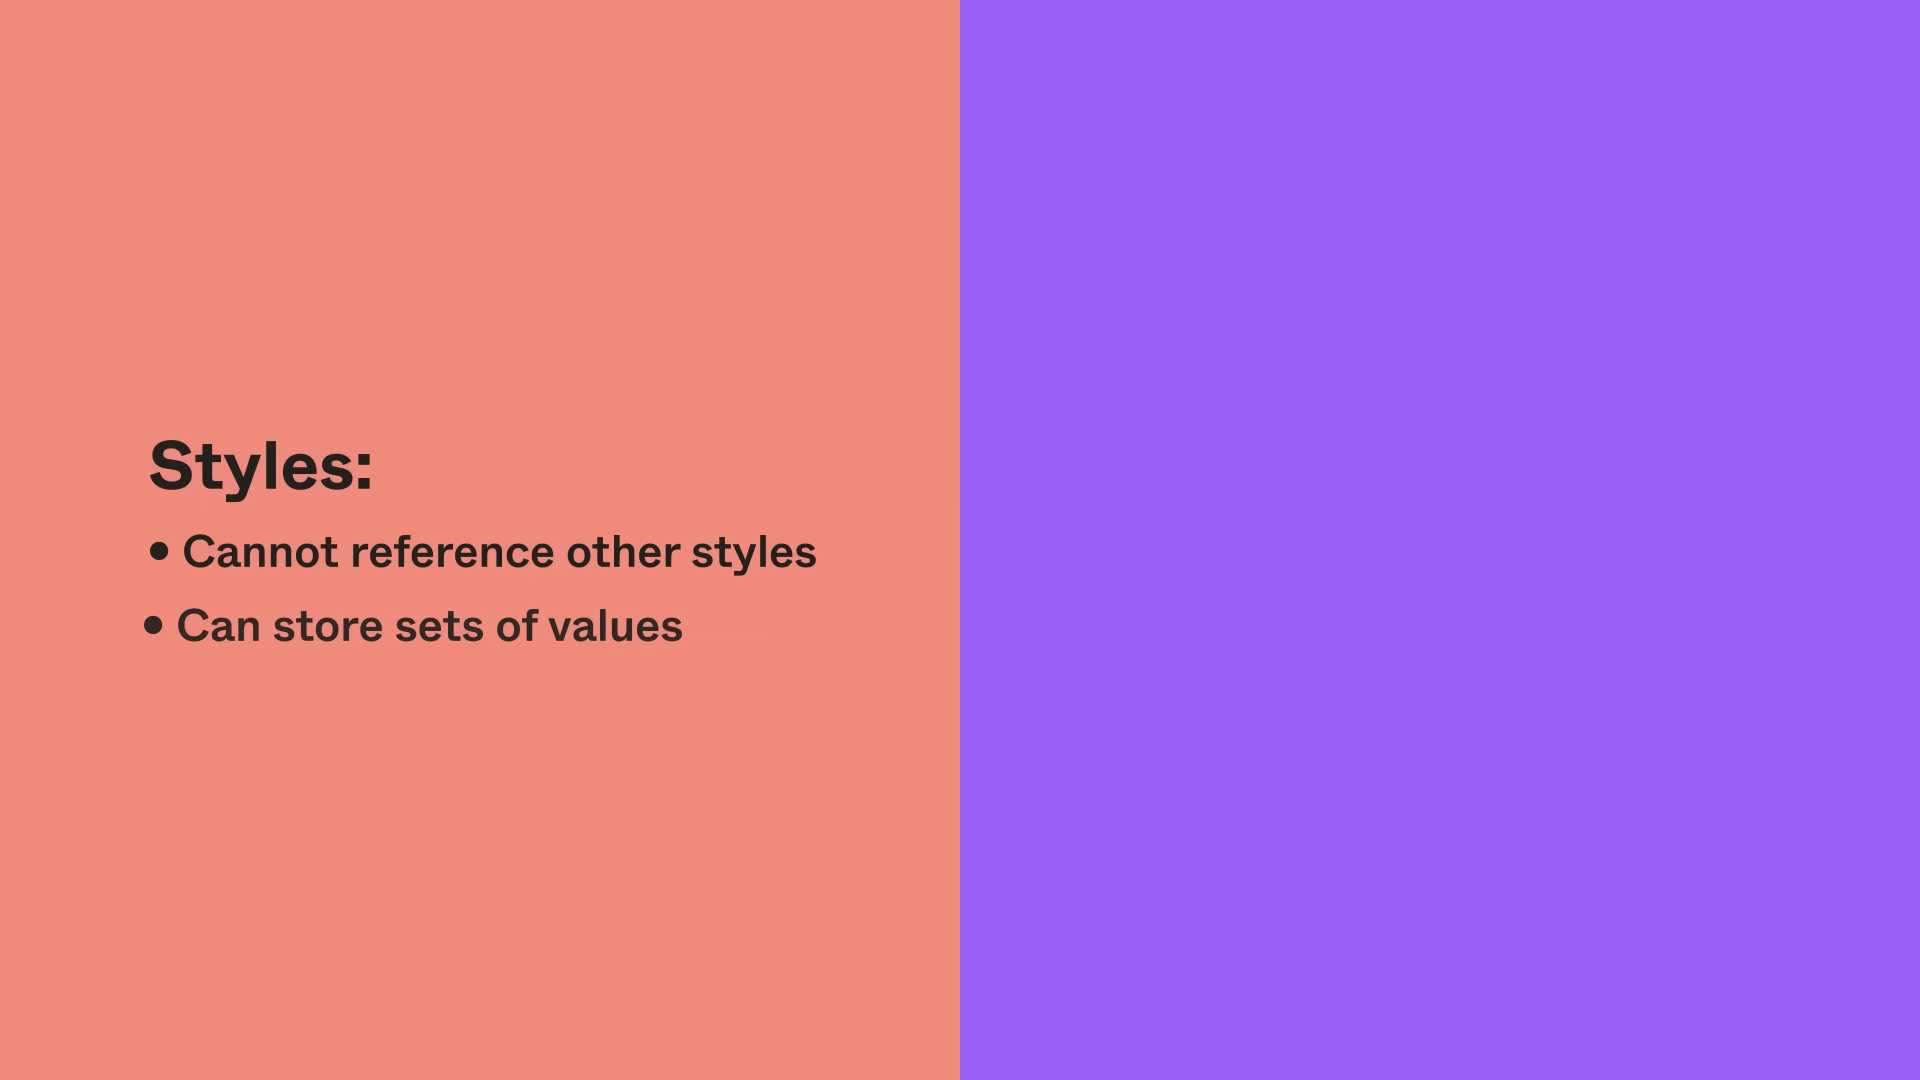 Styles:
• Cannot reference other styles
• Can store sets of values